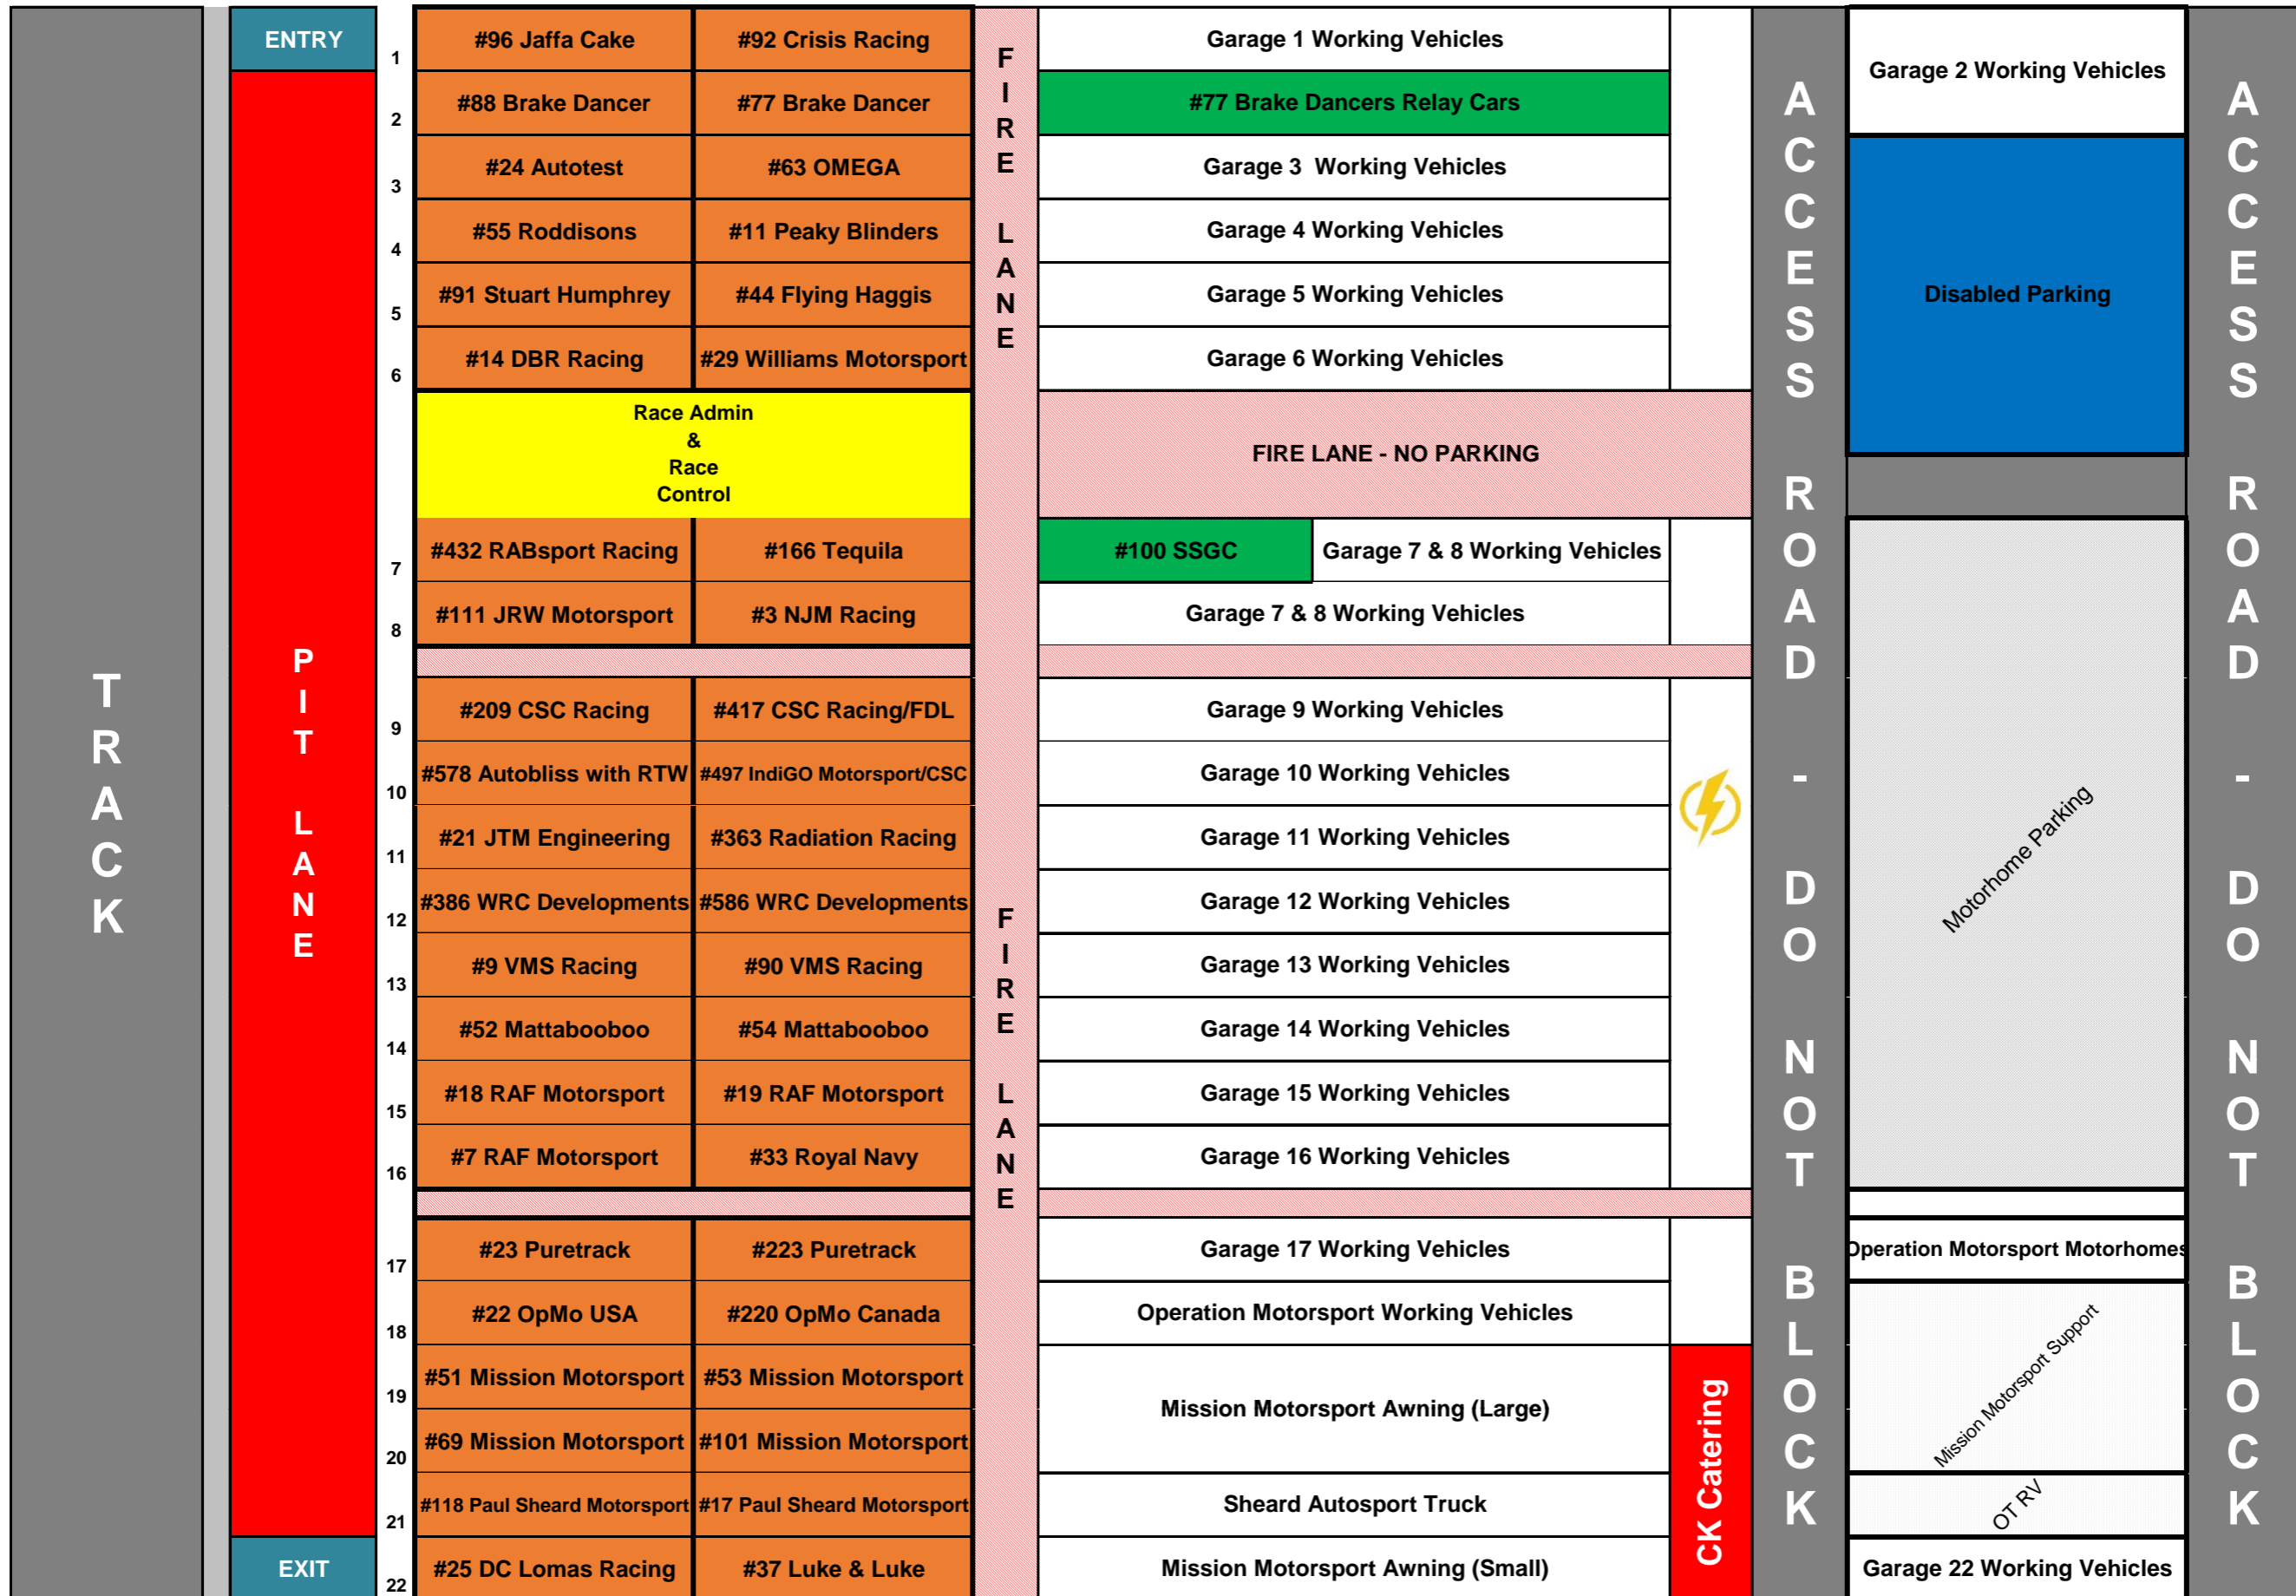 ENTRY
1
#96 Jaffa Cake
#92 Crisis Racing
Garage 1 Working Vehicles
Garage 2 Working Vehicles
2
#88 Brake Dancer
#77 Brake Dancer
#77 Brake Dancers Relay Cars
3
#24 Autotest
#63 OMEGA
Garage 3 Working Vehicles
4
#55 Roddisons
#11 Peaky Blinders
Garage 4 Working Vehicles
5
#91 Stuart Humphrey
#44 Flying Haggis
Garage 5 Working Vehicles
Disabled Parking
6
#14 DBR Racing
#29 Williams Motorsport
Garage 6 Working Vehicles
FIRE LANE
Race Admin
&
Race
Control
FIRE LANE - NO PARKING
7
#432 RABsport Racing
#166 Tequila
#100 SSGC
Garage 7 & 8 Working Vehicles
8
#111 JRW Motorsport
#3 NJM Racing
Garage 7 & 8 Working Vehicles
TRACK
PIT LANE
9
#209 CSC Racing
#417 CSC Racing/FDL
Garage 9 Working Vehicles
10
#578 Autobliss with RTW
#497 IndiGO Motorsport/CSC
Garage 10 Working Vehicles
11
#21 JTM Engineering
#363 Radiation Racing
Garage 11 Working Vehicles
Motorhome Parking
12
#386 WRC Developments
#586 WRC Developments
Garage 12 Working Vehicles
13
#9 VMS Racing
#90 VMS Racing
Garage 13 Working Vehicles
14
#52 Mattabooboo
#54 Mattabooboo
Garage 14 Working Vehicles
15
#18 RAF Motorsport
#19 RAF Motorsport
Garage 15 Working Vehicles
16
#7 RAF Motorsport
#33 Royal Navy
Garage 16 Working Vehicles
FIRE LANE
ACCESS ROAD - DO NOT BLOCK
ACCESS ROAD - DO NOT BLOCK
17
#23 Puretrack
#223 Puretrack
Garage 17 Working Vehicles
Operation Motorsport Motorhomes
18
#22 OpMo USA
#220 OpMo Canada
Operation Motorsport Working Vehicles
19
#51 Mission Motorsport
#53 Mission Motorsport
Mission Motorsport Awning (Large)
Mission Motorsport Support
20
#69 Mission Motorsport
#101 Mission Motorsport
CK Catering
21
#118 Paul Sheard Motorsport
#17 Paul Sheard Motorsport
Sheard Autosport Truck
OT RV
EXIT
22
#25 DC Lomas Racing
#37 Luke & Luke
Mission Motorsport Awning (Small)
Garage 22 Working Vehicles